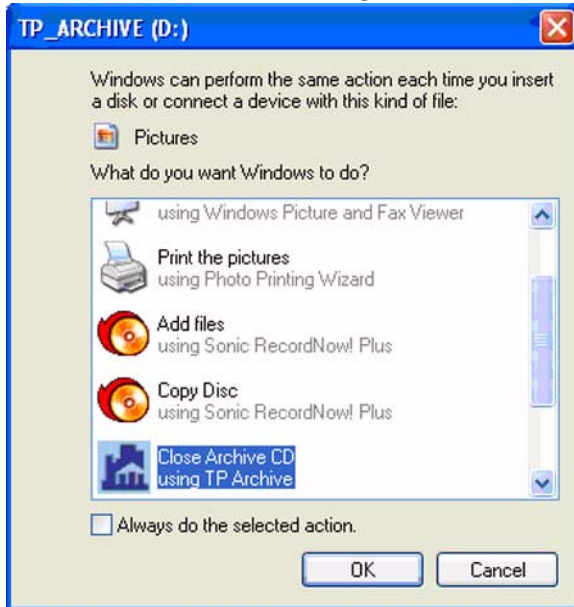 TP_ARCHIVE (D:)
Windows can perform the same action each time you insert
a disk or connect a device with this kind of file:
Pictures
What do you want Windows to do?
using Windows Picture and Fax Viewer
Print the pictures
using Photo Printing Wizard
Add files
using Sonic RecordNow! Plus
Copy Disc
using Sonic RecordNow! Plus
Close Archive CD
using TP Archive
Always do the selected action.
OK
Cancel